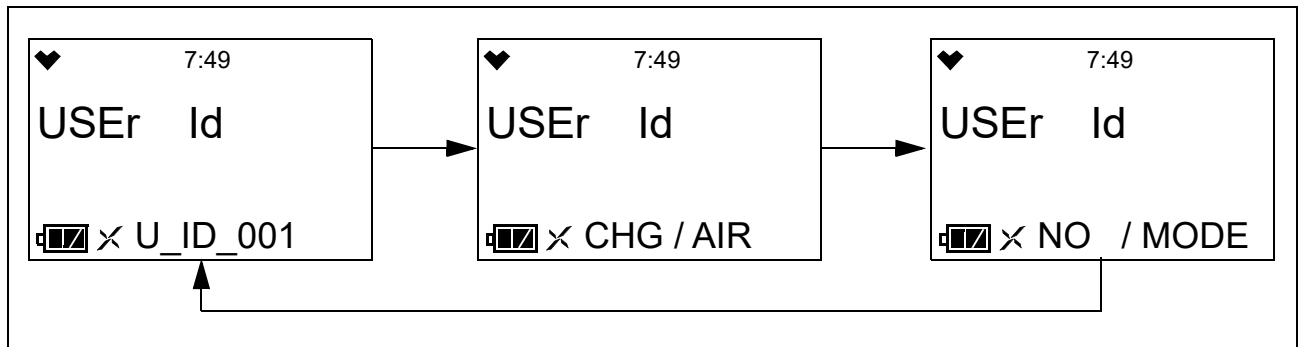 7:49
USEr Id
U_ID_001
7:49
USEr Id
CHG / AIR
7:49
USEr Id
NO / MODE